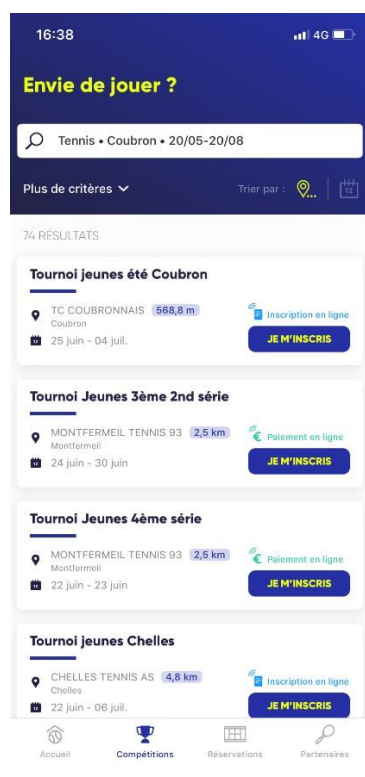 16:38
4G
Envie de jouer ?
Tennis • Coubron • 20/05-20/08
Plus de critères
Trier par :
12
74 RÉSULTATS
Tournoi jeunes été Coubron
TC COUBRONNAIS 568,8 m
Coubron
Inscription en ligne
25 juin - 04 juil.
JE M'INSCRIS
Tournoi Jeunes 3ème 2nd série
MONTFERMEIL TENNIS 93 2,5 km
Montfermeil
Paiement en ligne
24 juin - 30 juin
JE M'INSCRIS
Tournoi Jeunes 4ème série
MONTFERMEIL TENNIS 93 2,5 km
Montfermeil
Paiement en ligne
22 juin - 23 juin
JE M'INSCRIS
Tournoi jeunes Chelles
CHELLES TENNIS AS 4,8 km
Chelles
Inscription en ligne
22 juin - 06 juil.
JE M'INSCRIS
Accueil Compétitions Réservations Partenaires